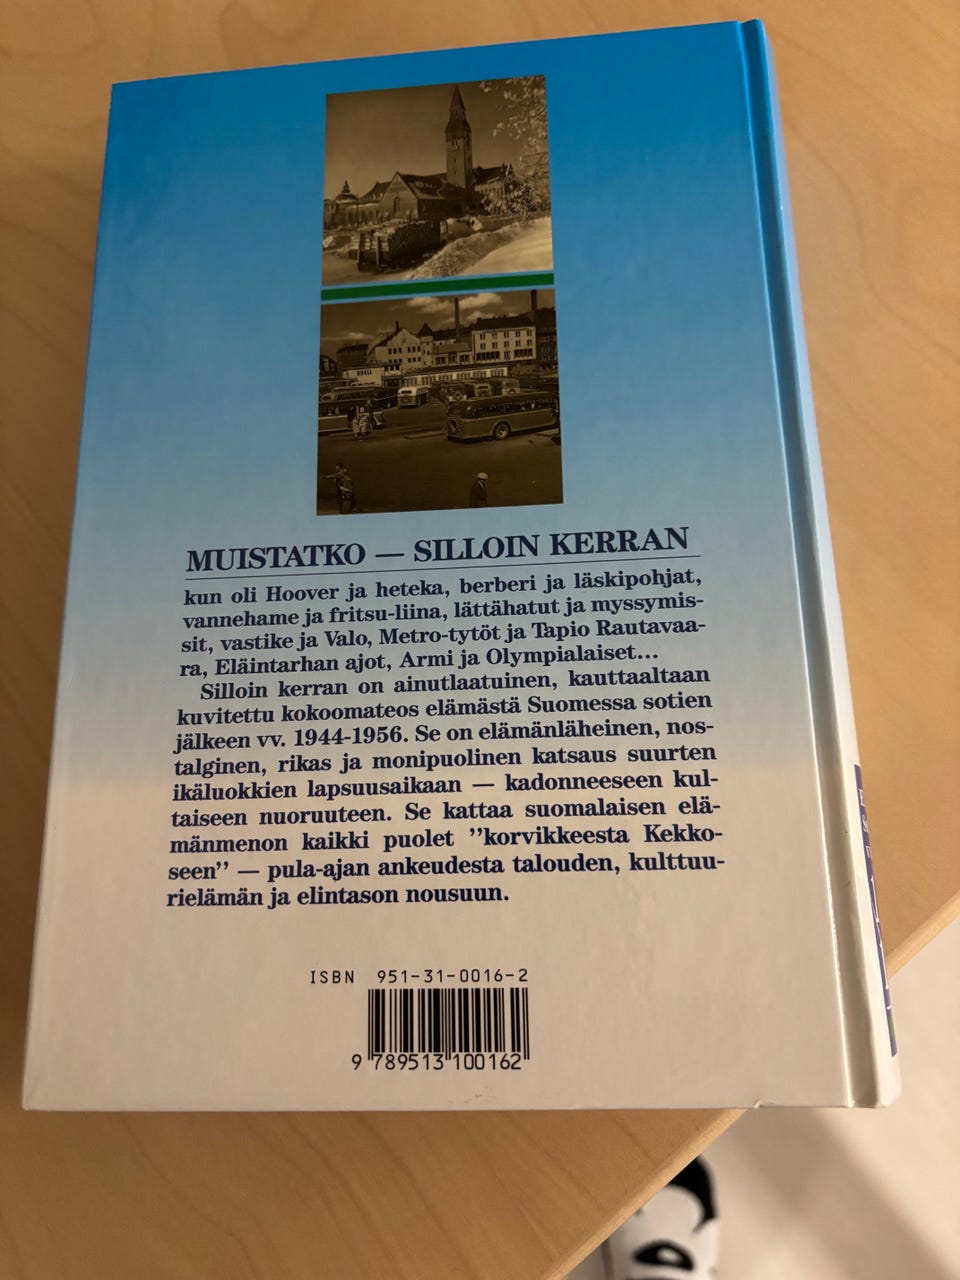 MUISTATKO — SILLOIN KERRAN
kun oli Hoover ja heteka, berberi ja läskipohjat,
vannehame ja fritsu-liina, lättähatut ja myssymis-
sit, vastike ja Valo, Metro-tytöt ja Tapio Rautavaa-
ra, Eläintarhan ajot, Armi ja Olympialaiset...
Silloin kerran on ainutlaatuinen, kauttaaltaan
kuvitettu kokoomateos elämästä Suomessa sotien
jälkeen vv. 1944-1956. Se on elämänläheinen, nos-
talginen, rikas ja monipuolinen katsaus suurten
ikäluokkien lapsuusaikaan — kadonneeseen kul-
taiseen nuoruuteen. Se kattaa suomalaisen elä-
mänmenon kaikki puolet ”korvikkeesta Kekko-
seen” — pula-ajan ankeudesta talouden, kulttuu-
rielämän ja elintason nousuun.
ISBN 951-31-0016-2
9 789513 100162